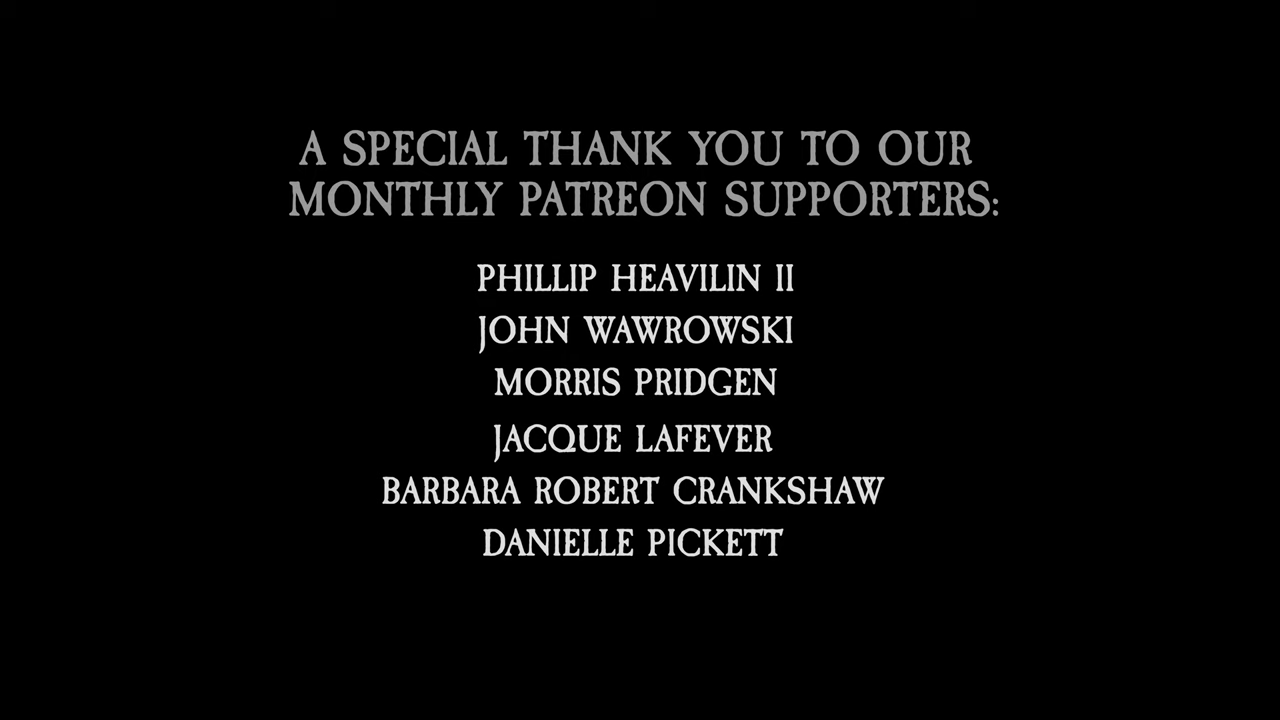 A SPECIAL THANK YOU TO OUR
MONTHLY PATREON SUPPORTERS:
PHILLIP HEAVILIN II
JOHN WAWROWSKI
MORRIS PRIDGEN
JACQUE LAFEVER
BARBARA ROBERT CRANKSHAW
DANIELLE PICKETT